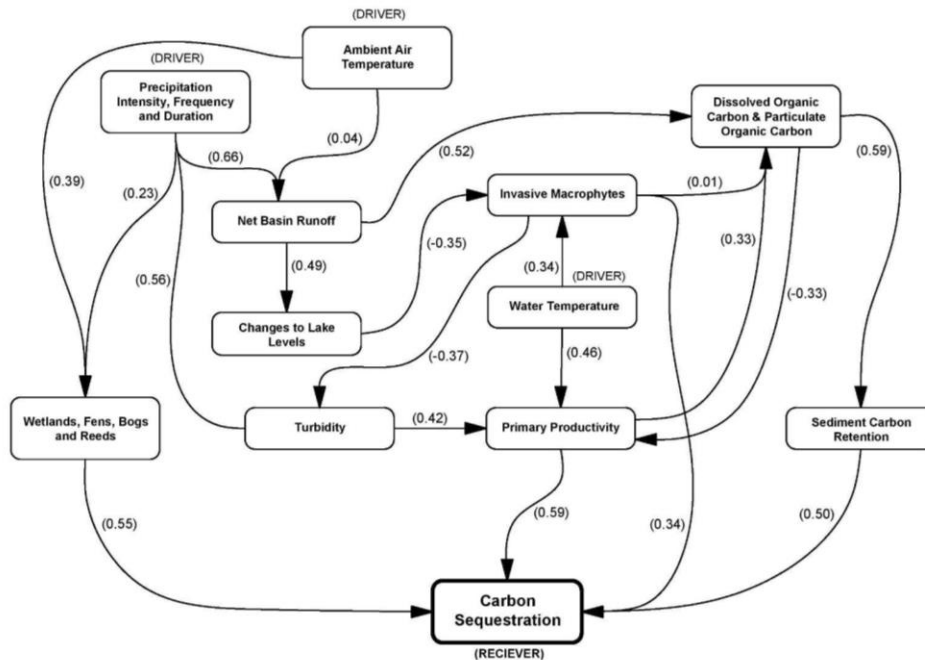 (DRIVER)
Ambient Air
Temperature
(DRIVER)
Precipitation
Intensity, Frequency
and Duration
Dissolved Organic
Carbon & Particulate
Organic Carbon
(0.66)
(0.04)
(0.52)
(0.59)
(0.39)
(0.23)
Invasive Macrophytes
(0.01)
Net Basin Runoff
(-0.35)
(0.33)
(0.49)
(0.56)
(0.34)
(DRIVER)
(-0.33)
Water Temperature
Changes to Lake
Levels
(-0.37)
(0.46)
Wetlands, Fens, Bogs
and Reeds
Turbidity
(0.42)
Primary Productivity
Sediment Carbon
Retention
(0.55)
(0.59)
(0.34)
(0.50)
Carbon
Sequestration
(RECIEVER)